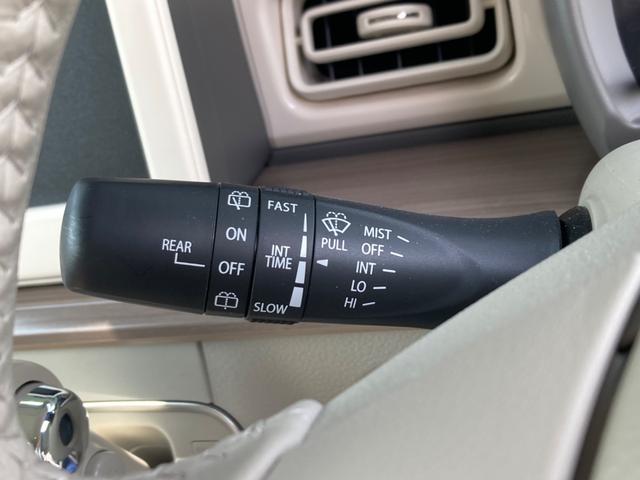 REAR
ON
OFF
FAST
INT
TIME
SLOW
PULL
MIST
OFF
INT
LO
HI